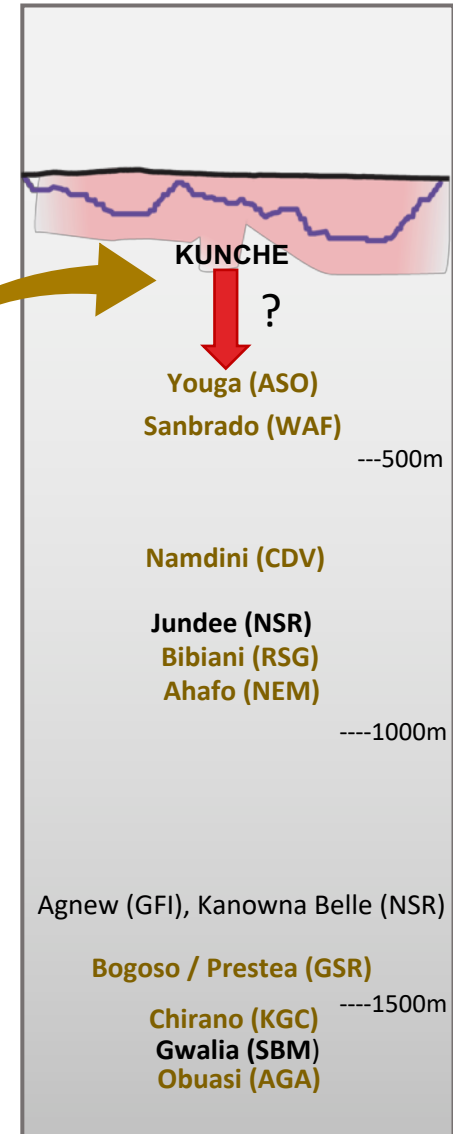 KUNCHE
?
Youga (ASO)
Sanbrado (WAF)
---500m
Namdini (CDV)
Jundee (NSR)
Bibiani (RSG)
Ahafo (NEM)
----1000m
Agnew (GFI), Kanowna Belle (NSR)
Bogoso / Prestea (GSR)
----1500m
Chirano (KGC)
Gwalia (SBM)
Obuasi (AGA)